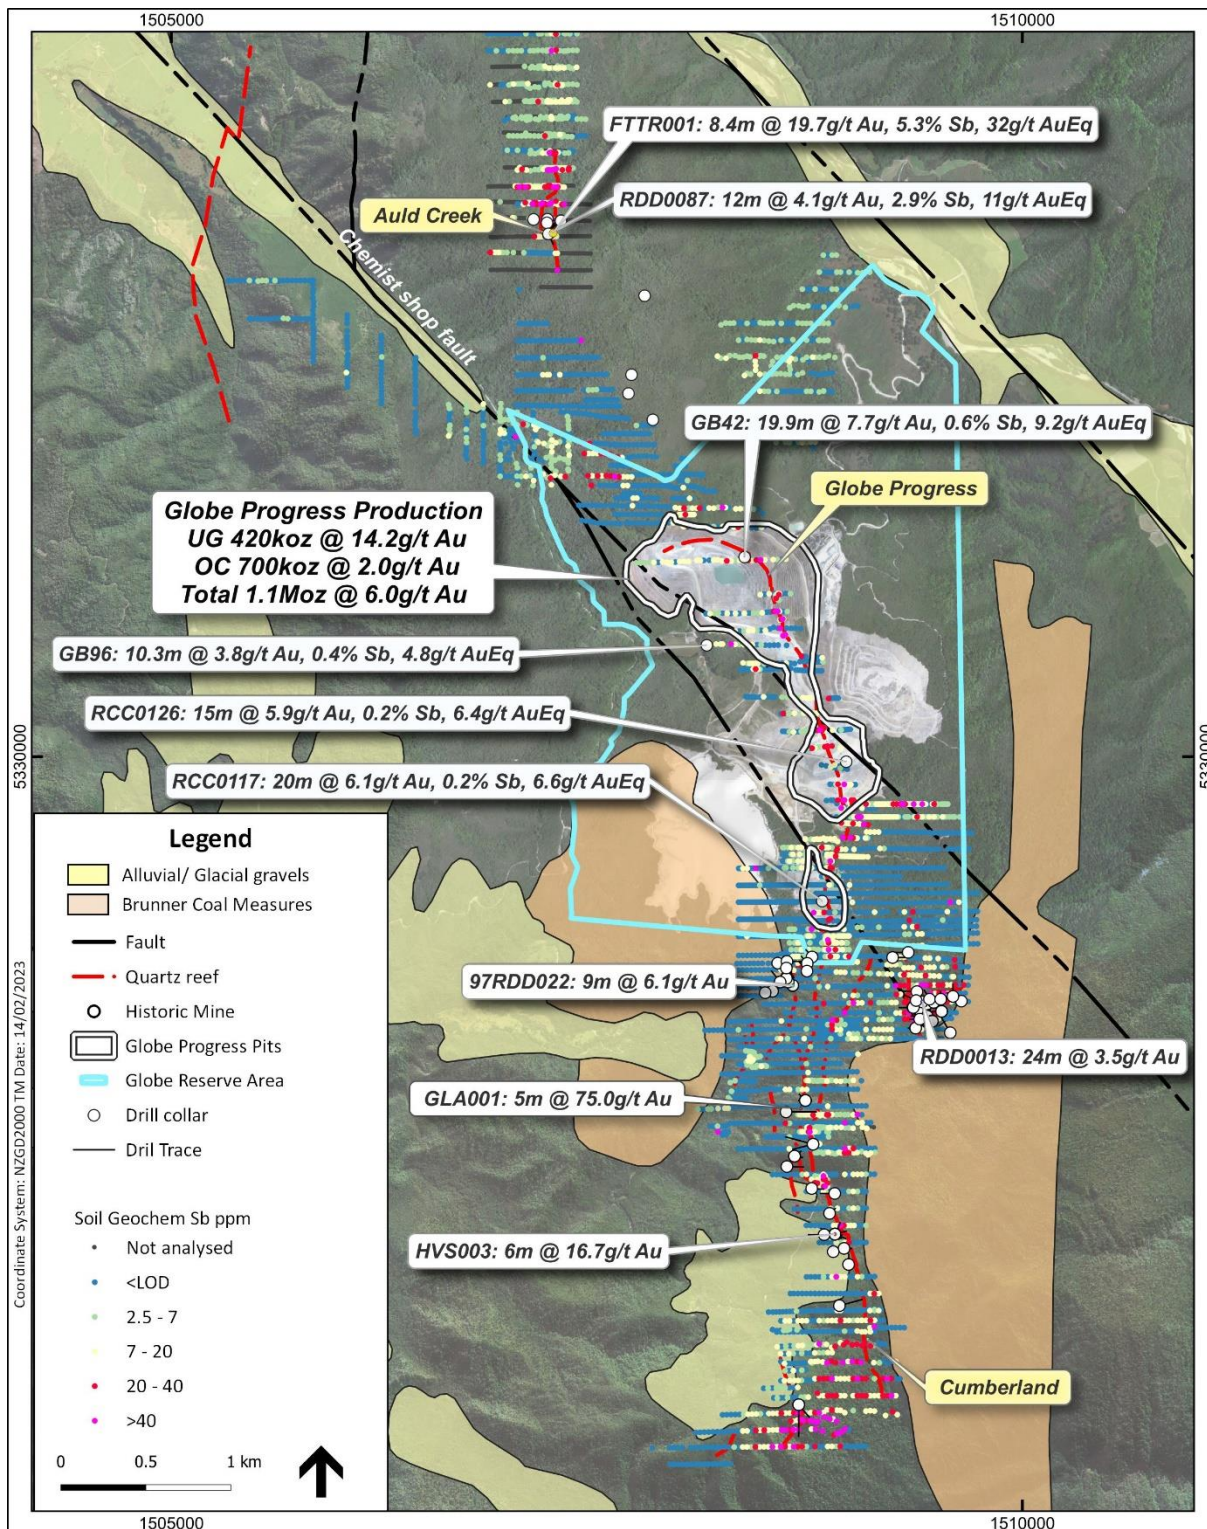 1505000
1510000
FTTR001: 8.4m @ 19.7g/t Au, 5.3% Sb, 32g/t AuEq
RDD0087: 12m @ 4.1g/t Au, 2.9% Sb, 11g/t AuEq
Auld Creek
Chemist shop fault
GB42: 19.9m @ 7.7g/t Au, 0.6% Sb, 9.2g/t AuEq
Globe Progress
Globe Progress Production
UG 420koz @ 14.2g/t Au
OC 700koz @ 2.0g/t Au
Total 1.1Moz @ 6.0g/t Au
GB96: 10.3m @ 3.8g/t Au, 0.4% Sb, 4.8g/t AuEq
RCC0126: 15m @ 5.9g/t Au, 0.2% Sb, 6.4g/t AuEq
5330000
5330000
RCC0117: 20m @ 6.1g/t Au, 0.2% Sb, 6.6g/t AuEq
97RDD022: 9m @ 6.1g/t Au
RDD0013: 24m @ 3.5g/t Au
GLA001: 5m @ 75.0g/t Au
HVS003: 6m @ 16.7g/t Au
Cumberland
Legend
Alluvial/ Glacial gravels
Brunner Coal Measures
Fault
Quartz reef
Historic Mine
Globe Progress Pits
Globe Reserve Area
Drill collar
Dril Trace
Soil Geochem Sb ppm
Not analysed
<LOD
2.5 - 7
7 - 20
20 - 40
>40
0 0.5 1 km
Coordinate System: NZGD2000 TM Date: 14/02/2023
1505000
1510000